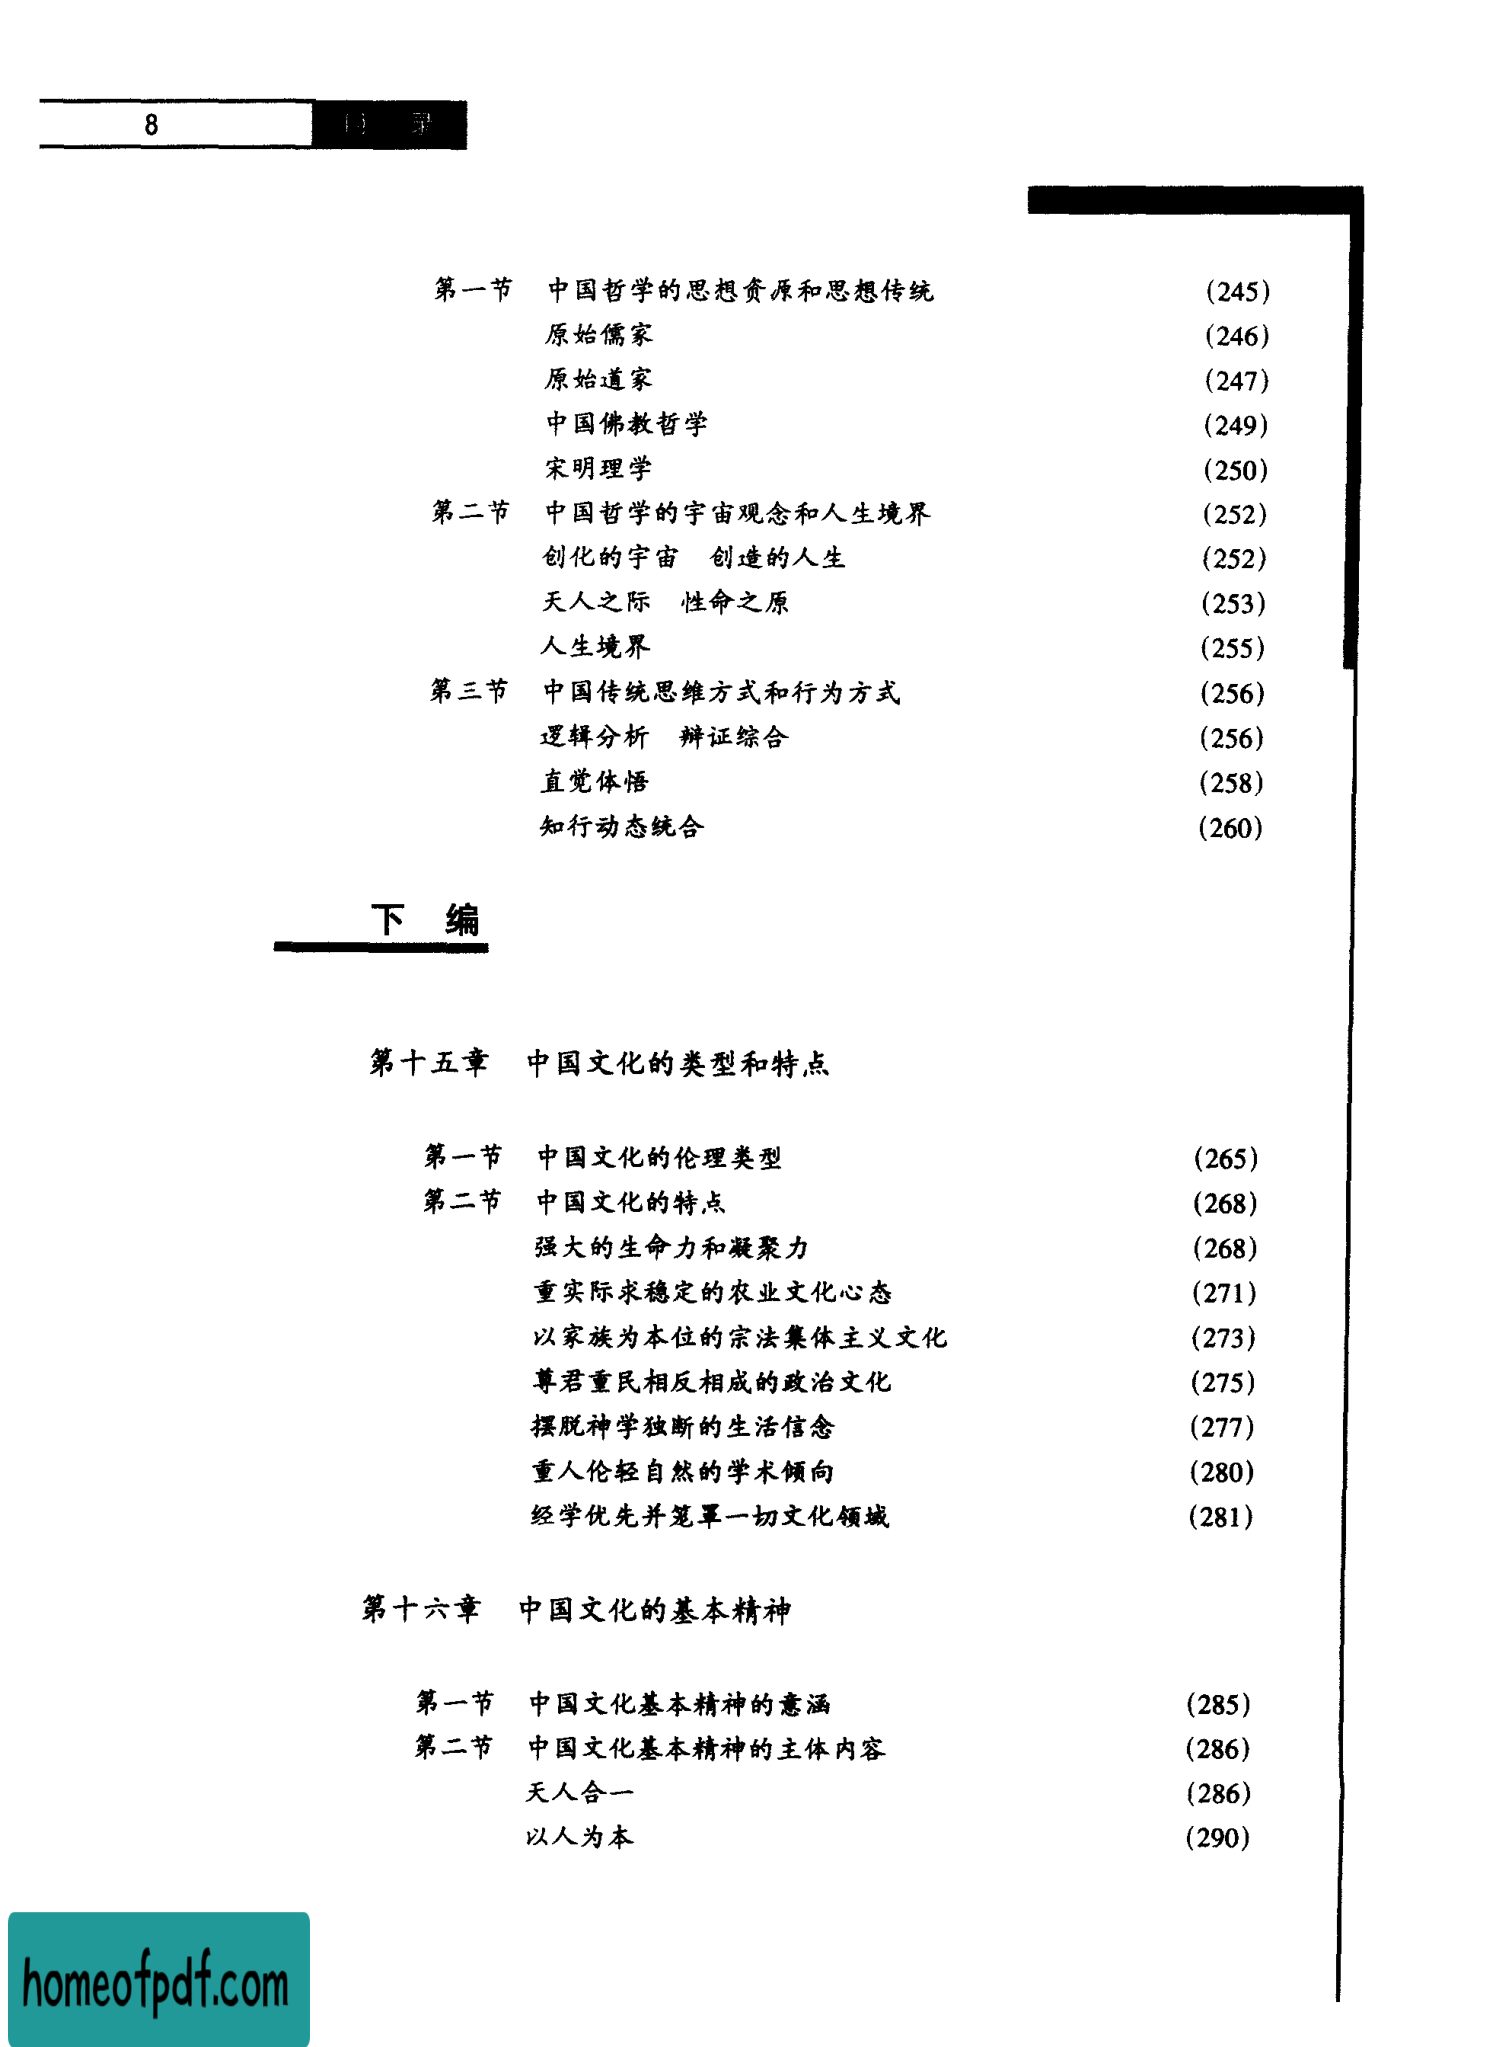 8 目 录
第一节 中国哲学的思想资源和思想传统 (245)
原始儒家 (246)
原始道家 (247)
中国佛教哲学 (249)
宋明理学 (250)
第二节 中国哲学的宇宙观念和人生境界 (252)
创化的宇宙 创造的人生 (252)
天人之际 性命之原 (253)
人生境界 (255)
第三节 中国传统思维方式和行为方式 (256)
逻辑分析 辩证综合 (256)
直觉体悟 (258)
知行动态统合 (260)
下 编
第十五章 中国文化的类型和特点
第一节 中国文化的伦理类型 (265)
第二节 中国文化的特点 (268)
强大的生命力和凝聚力 (268)
重实际求稳定的农业文化心态 (271)
以家族为本位的宗法集体主义文化 (273)
尊君重民相反相成的政治文化 (275)
摆脱神学独断的生活信念 (277)
重人伦轻自然的学术倾向 (280)
经学优先并笼罩一切文化领域 (281)
第十六章 中国文化的基本精神
第一节 中国文化基本精神的意涵 (285)
第二节 中国文化基本精神的主体内容 (286)
天人合一 (286)
以人为本 (290)
homeofpdf.com